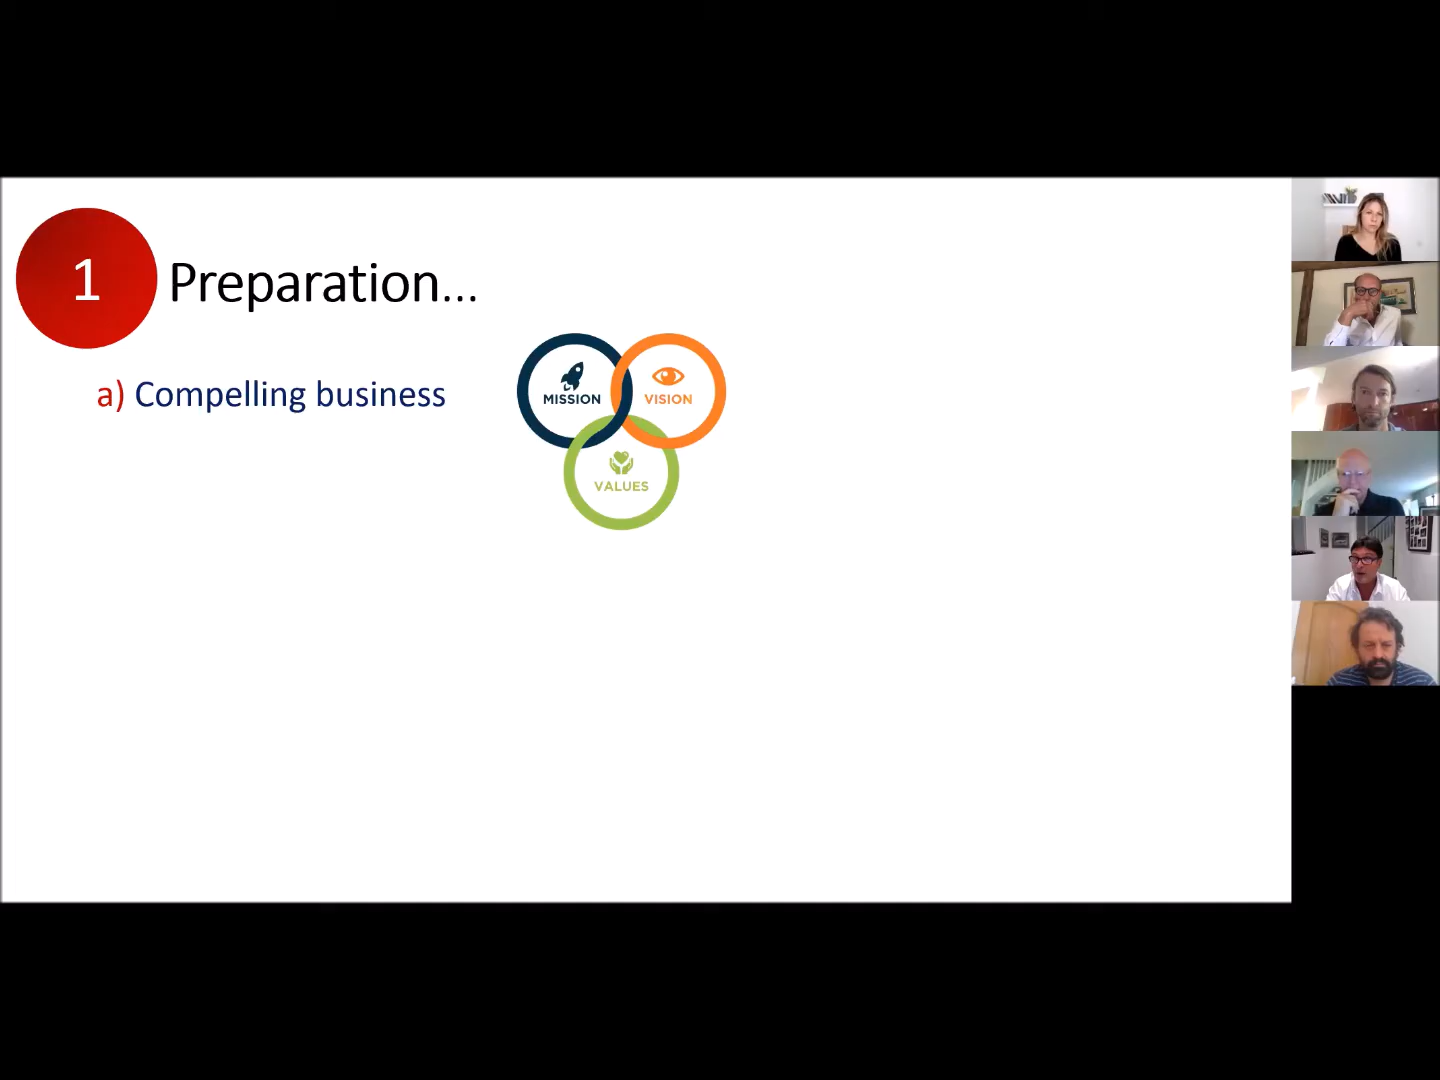 1
Preparation...
a) Compelling business
MISSION
VISION
VALUES